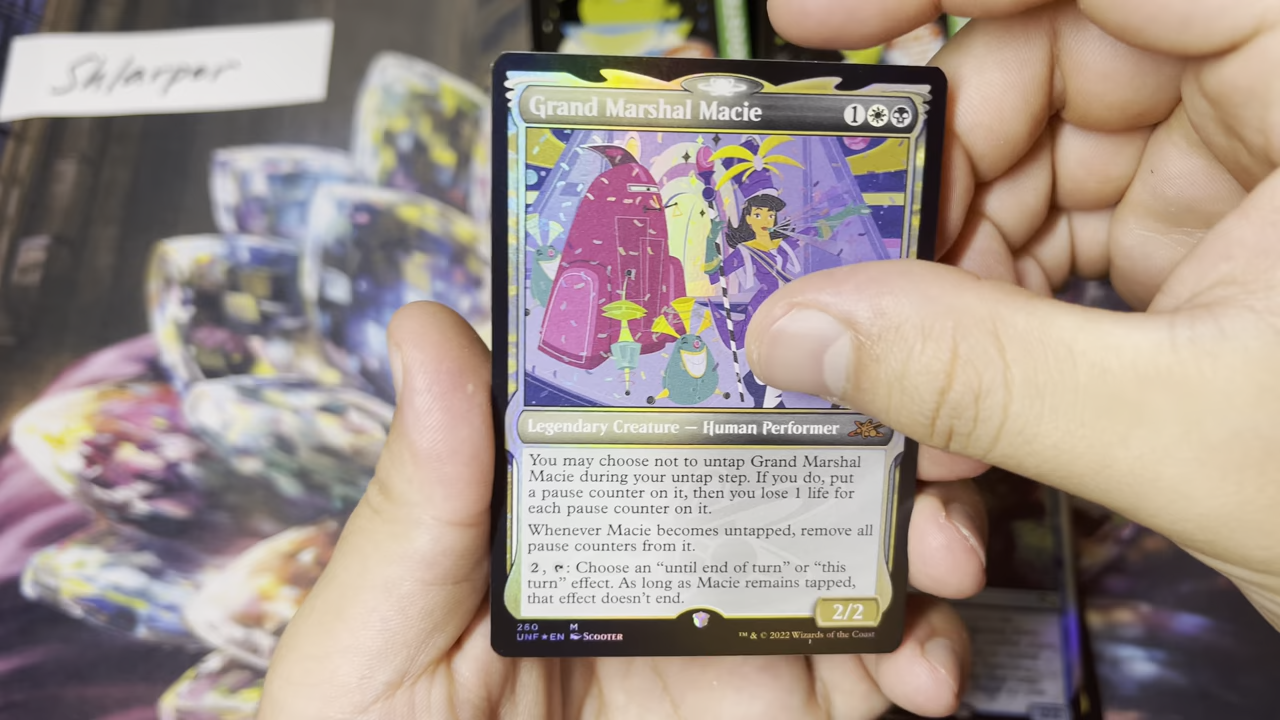 Shlarper
Grand Marshal Macie 1
Legendary Creature — Human Performer
You may choose not to untap Grand Marshal
Macie during your untap step. If you do, put
a pause counter on it, then you lose 1 life for
each pause counter on it.
Whenever Macie becomes untapped, remove all
pause counters from it.
2, : Choose an “until end of turn” or “this
turn” effect. As long as Macie remains tapped,
that effect doesn’t end.
2/2
260 M
UNF★EN SCOOTER
™ & © 2022 Wizards of the Coast